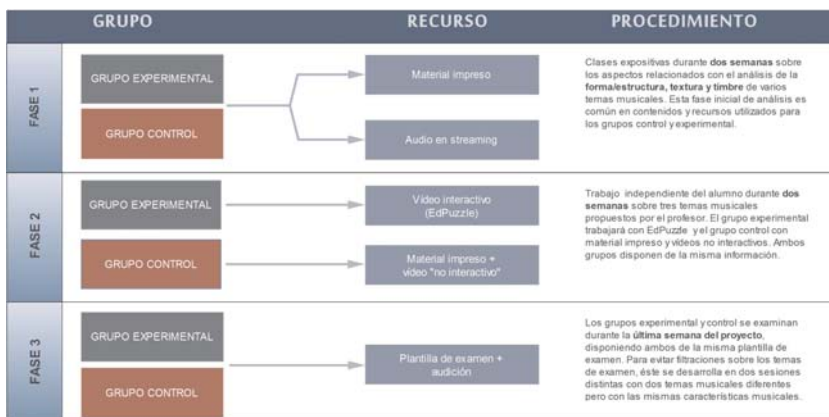 GRUPO
RECURSO
PROCEDIMIENTO
FASE 1
GRUPO EXPERIMENTAL
GRUPO CONTROL
Material impreso
Audio en streaming
Clases expositivas durante dos semanas sobre
los aspectos relacionados con el análisis de la
forma/estructura, textura y timbre de varios
temas musicales. Esta fase inicial de análisis es
común en contenidos y recursos utilizados para
los grupos control y experimental.
FASE 2
GRUPO EXPERIMENTAL
GRUPO CONTROL
Vídeo interactivo
(EdPuzzle)
Material impreso +
vídeo "no interactivo"
Trabajo independiente del alumno durante dos
semanas sobre tres temas musicales
propuestos por el profesor. El grupo experimental
trabajará con EdPuzzle y el grupo control con
material impreso y vídeos no interactivos. Ambos
grupos disponen de la misma información.
FASE 3
GRUPO EXPERIMENTAL
GRUPO CONTROL
Plantilla de examen +
audición
Los grupos experimental y control se examinan
durante la última semana del proyecto,
disponiendo ambos de la misma plantilla de
examen. Para evitar filtraciones sobre los temas
de examen, éste se desarrolla en dos sesiones
distintas con dos temas musicales diferentes
pero con las mismas características musicales.